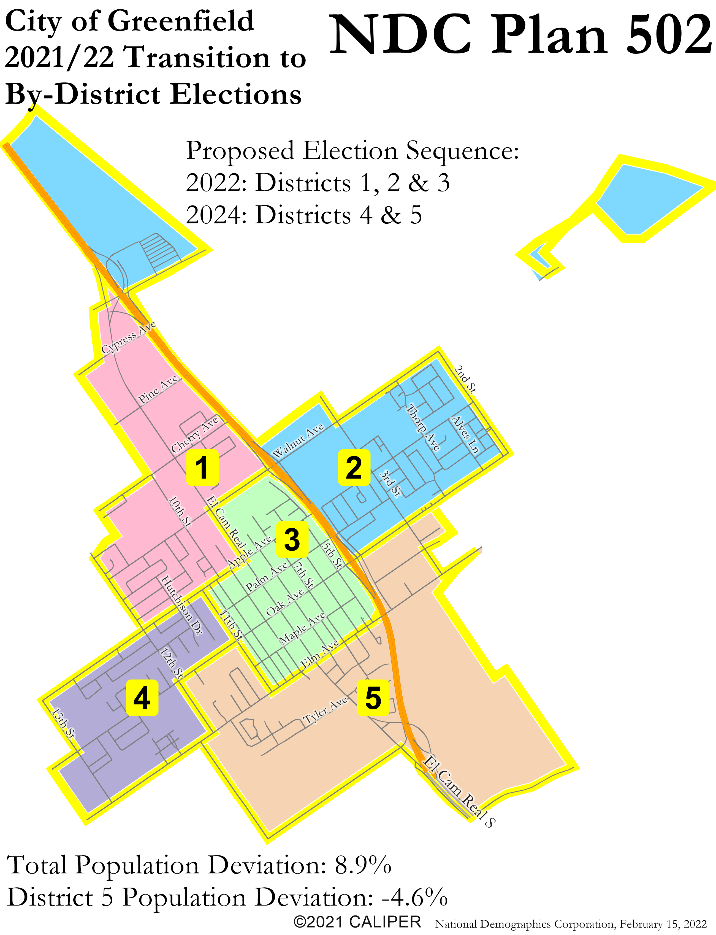 City of Greenfield
2021/22 Transition to
By-District Elections
NDC Plan 502
Proposed Election Sequence:
2022: Districts 1, 2 & 3
2024: Districts 4 & 5
Cypress Ave
Pine Ave
Cherry Ave
Walnut Ave
2nd St
Thorp Ave
Alves Ln
1
2
3rd St
10th St
El Cam Real
3
Apple Ave
5th St
Palm Ave
7th St
Oak Ave
Hutchison Dr
11th St
Maple Ave
Elm Ave
12th St
4
5
13th St
Tyler Ave
El Cam Real S
Total Population Deviation: 8.9%
District 5 Population Deviation: -4.6%
©2021 CALIPER
National Demographics Corporation, February 15, 2022